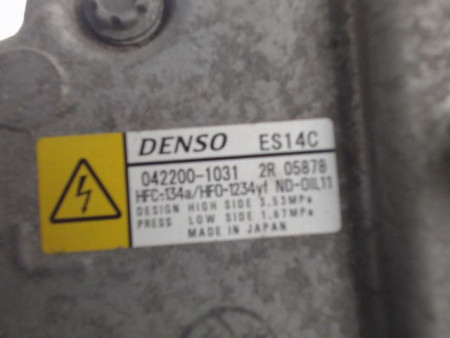 DENSO ES14C
042200-1031 2R 0587B
HFC-134a/HFO-1234yf ND-OIL11
DESIGN HIGH SIDE 3.53MPa
PRESS LOW SIDE 1.67MPa
MADE IN JAPAN